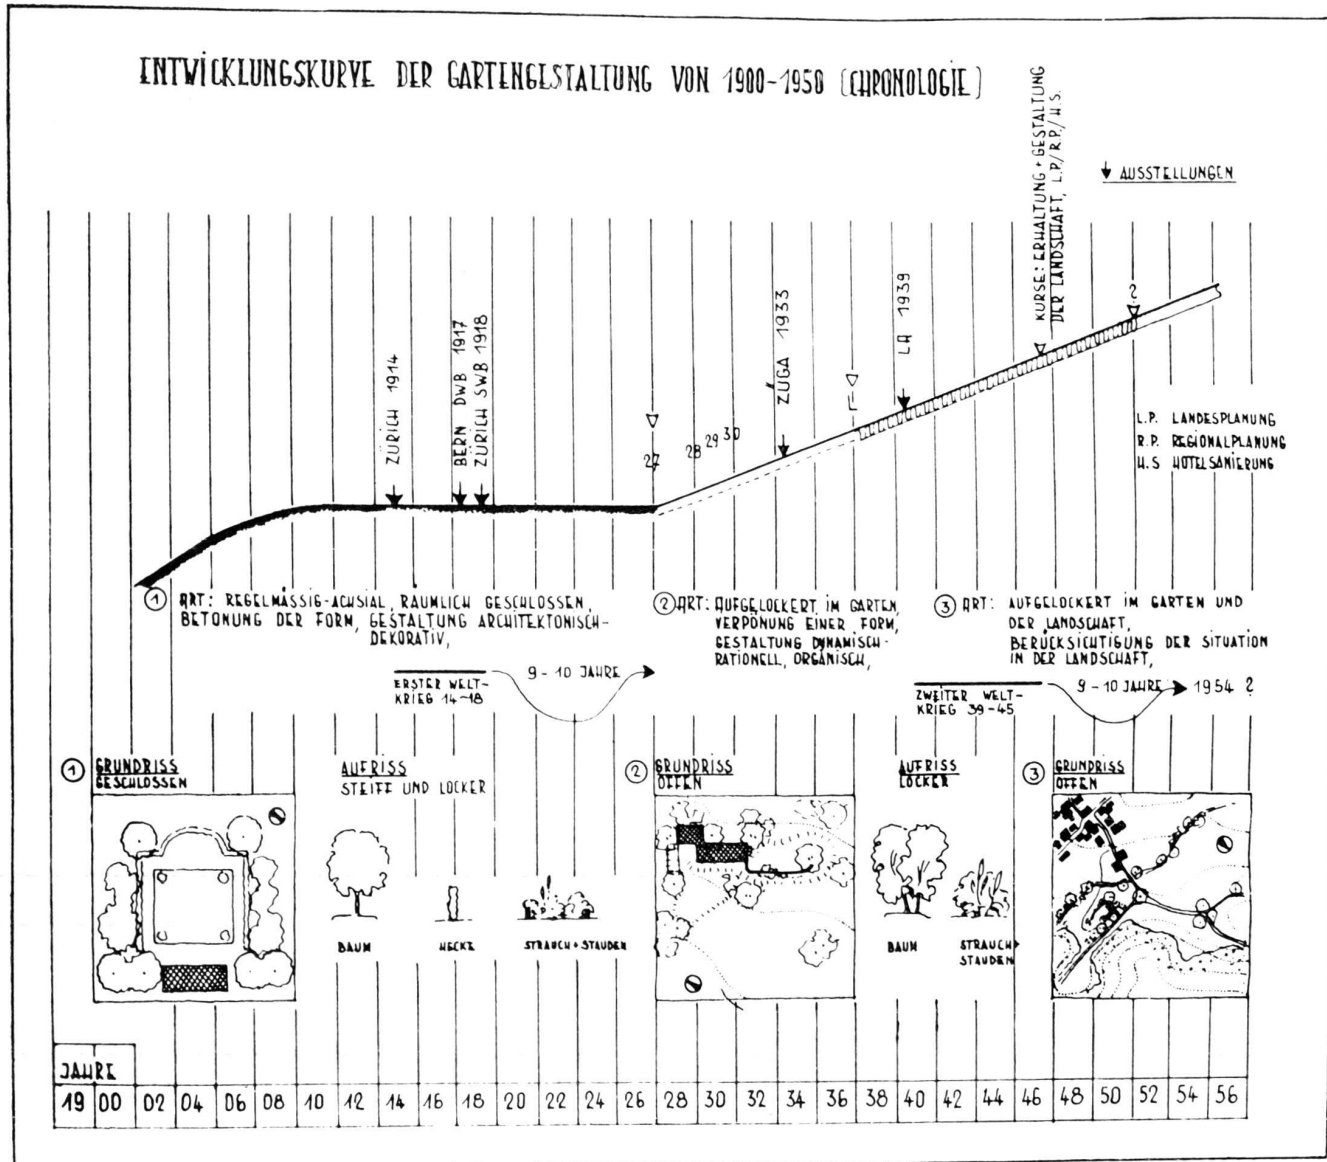 ENTWICKLUNGSKURVE DER GARTENGESTALTUNG VON 1900-1950 (CHRONOLOGIE)
KURSE: ERHALTUNG + GESTALTUNG
DER LANDSCHAFT, L.P./R.P./H.S.
AUSSTELLUNGEN
ZÜRICH 1914
BERN DWB 1917
ZÜRICH SWB 1918
27
28
29
30
ZÜGA 1933
LA 1939
?
L.P. LANDESPLANUNG
R.P. REGIONALPLANUNG
H.S HOTELSANIERUNG
1 ART: REGELMÄSSIG-ACHSIAL, RÄUMLICH GESCHLOSSEN,
BETONUNG DER FORM, GESTALTUNG ARCHITEKTONISCH-
DEKORATIV,
2 ART: AUFGELOCKERT IM GARTEN,
VERPÖNUNG EINER FORM,
GESTALTUNG DYNAMISCH-
RATIONELL, ORGANISCH,
3 ART: AUFGELOCKERT IM GARTEN UND
DER LANDSCHAFT,
BERÜCKSICHTIGUNG DER SITUATION
IN DER LANDSCHAFT,
ERSTER WELT-
KRIEG 14-18
9-10 JAHRE
ZWEITER WELT-
KRIEG 39-45
9-10 JAHRE
1954 ?
1 GRUNDRISS
GESCHLOSSEN
AUFRISS
STEIFF UND LOCKER
BAUM
HECKE
STRAUCH + STAUDEN
2 GRUNDRISS
OFFEN
AUFRISS
LOCKER
BAUM
STRAUCH +
STAUDEN
3 GRUNDRISS
OFFEN
JAHRE
19 00 02 04 06 08 10 12 14 16 18 20 22 24 26 28 30 32 34 36 38 40 42 44 46 48 50 52 54 56